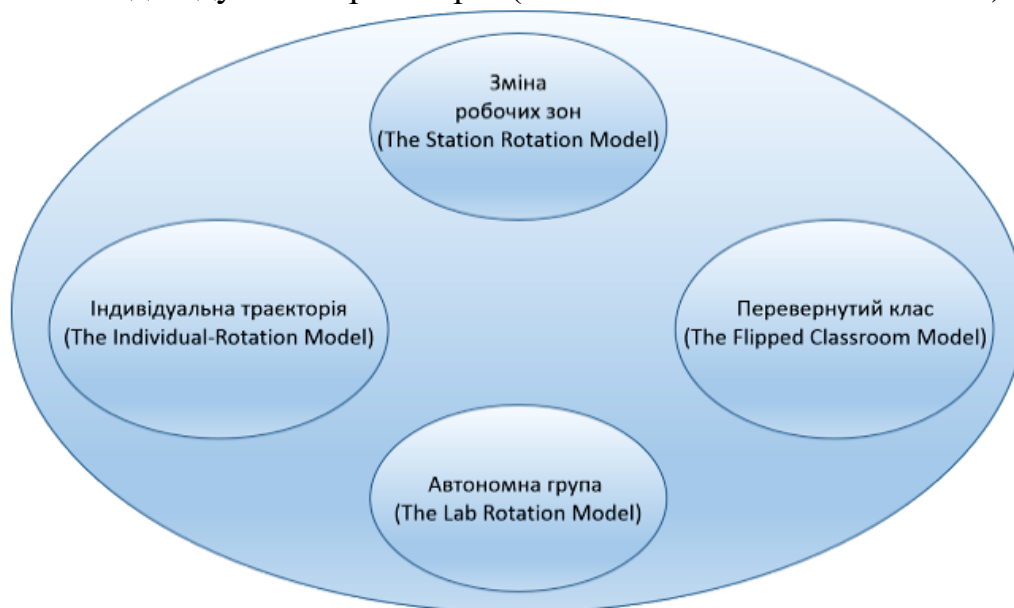 Зміна
робочих зон
(The Station Rotation Model)
Індивідуальна траєкторія
(The Individual-Rotation Model)
Перевернутий клас
(The Flipped Classroom Model)
Автономна група
(The Lab Rotation Model)